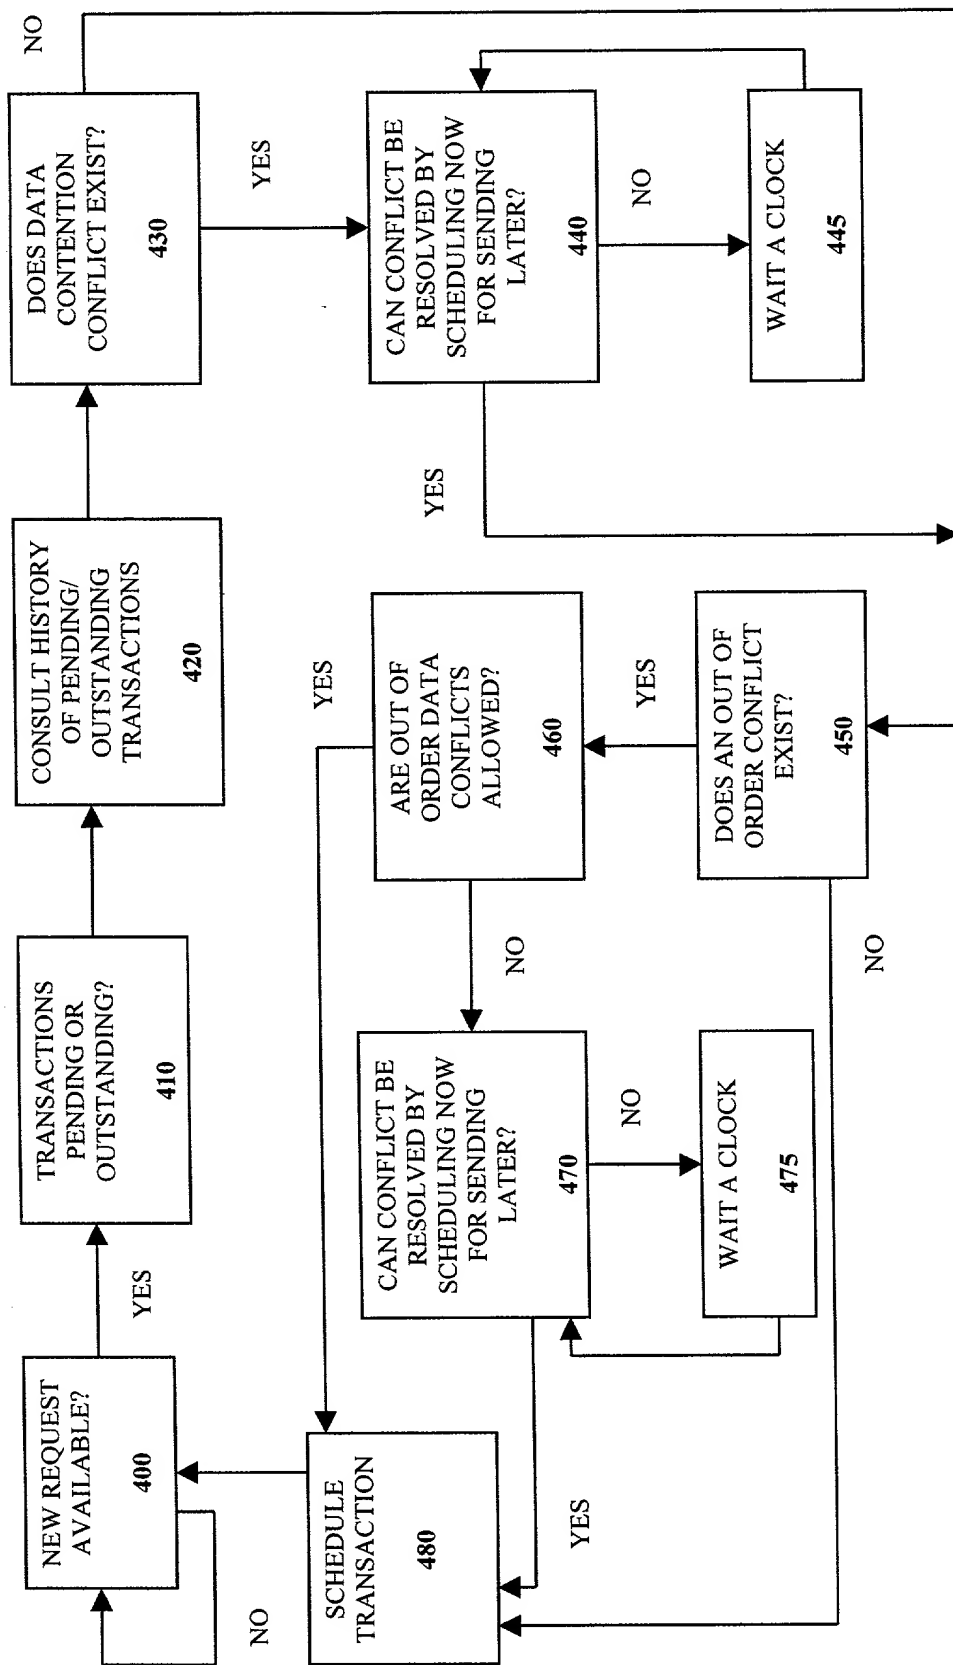 NEW REQUEST
AVAILABLE?
400
NO
YES
TRANSACTIONS
PENDING OR
OUTSTANDING?
410
CONSULT HISTORY
OF PENDING/
OUTSTANDING
TRANSACTIONS
420
DOES DATA
CONTENTION
CONFLICT EXIST?
430
NO
YES
CAN CONFLICT BE
RESOLVED BY
SCHEDULING NOW
FOR SENDING
LATER?
440
NO
WAIT A CLOCK
445
YES
DOES AN OUT OF
ORDER CONFLICT
EXIST?
450
YES
NO
ARE OUT OF
ORDER DATA
CONFLICTS
ALLOWED?
460
YES
NO
CAN CONFLICT BE
RESOLVED BY
SCHEDULING NOW
FOR SENDING
LATER?
470
NO
WAIT A CLOCK
475
YES
SCHEDULE
TRANSACTION
480